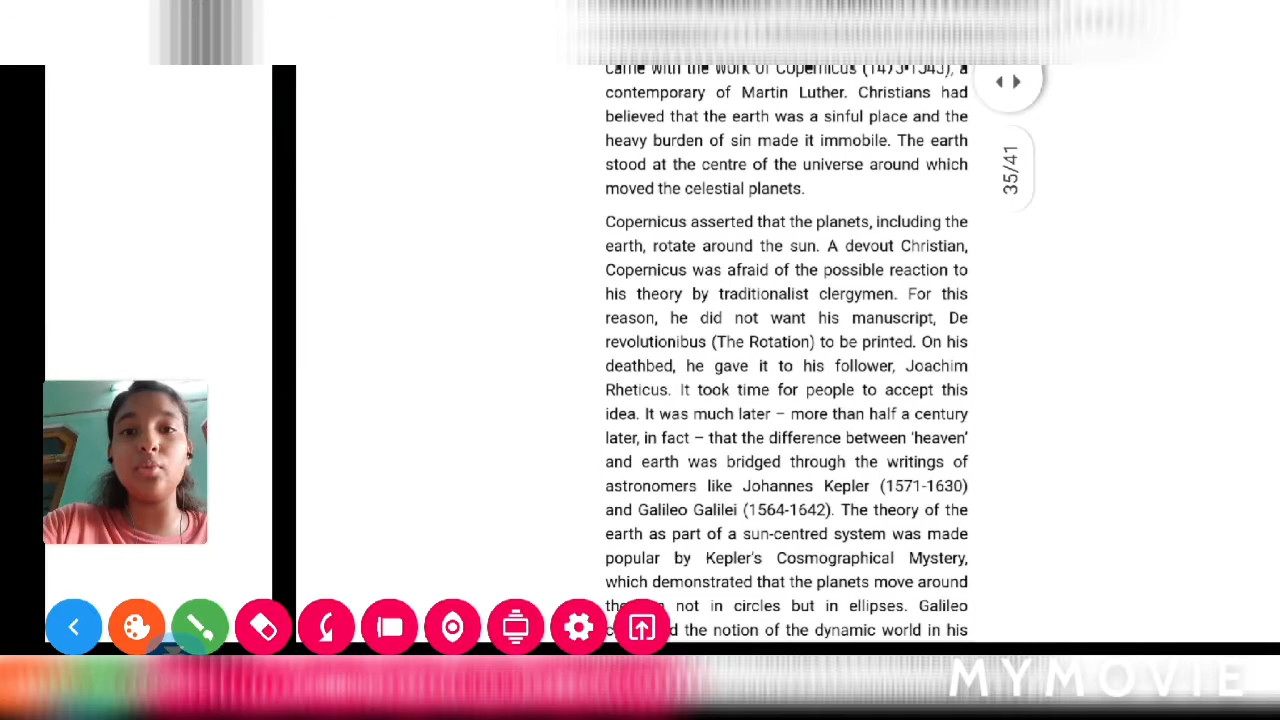 came with the work of Copernicus (1473-1543), a
contemporary of Martin Luther. Christians had
believed that the earth was a sinful place and the
heavy burden of sin made it immobile. The earth
stood at the centre of the universe around which
moved the celestial planets.
Copernicus asserted that the planets, including the
earth, rotate around the sun. A devout Christian,
Copernicus was afraid of the possible reaction to
his theory by traditionalist clergymen. For this
reason, he did not want his manuscript, De
revolutionibus (The Rotation) to be printed. On his
deathbed, he gave it to his follower, Joachim
Rheticus. It took time for people to accept this
idea. It was much later – more than half a century
later, in fact – that the difference between ‘heaven’
and earth was bridged through the writings of
astronomers like Johannes Kepler (1571-1630)
and Galileo Galilei (1564-1642). The theory of the
earth as part of a sun-centred system was made
popular by Kepler's Cosmographical Mystery,
which demonstrated that the planets move around
not in circles but in ellipses. Galileo
the notion of the dynamic world in his
35/41
MYMOVIE